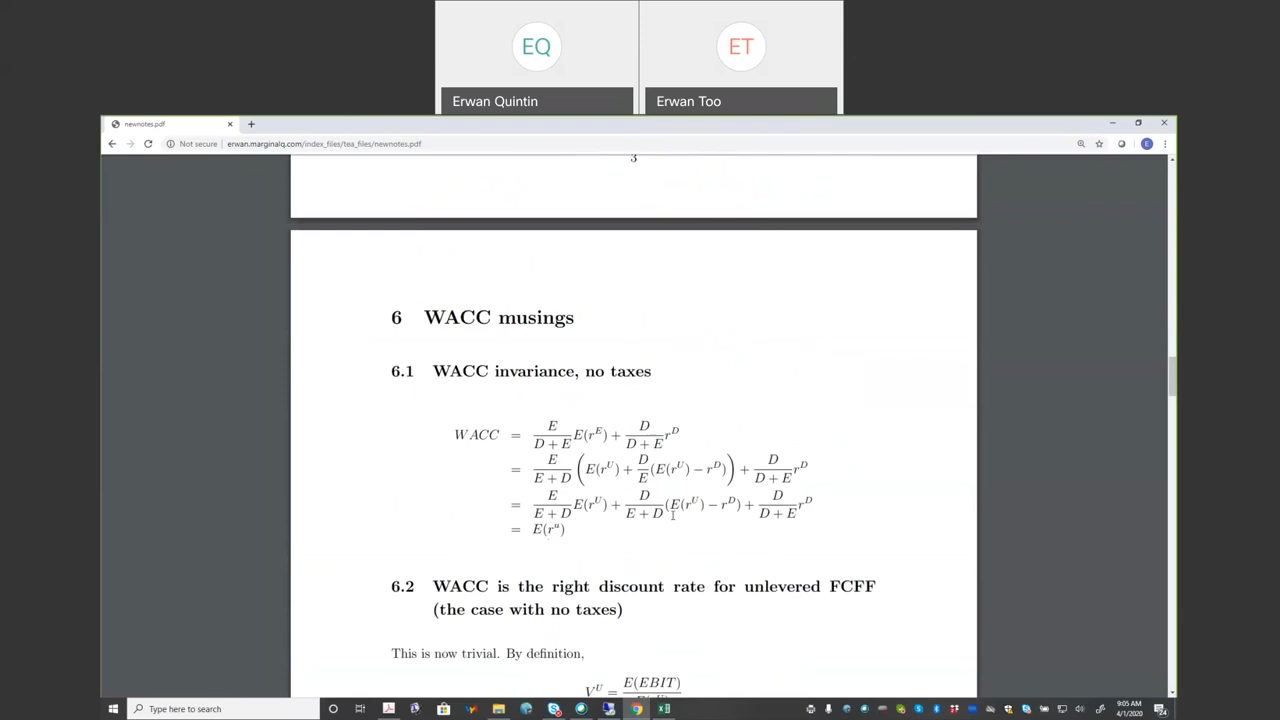 EQ
ET
Erwan Quintin
Erwan Too
newnotes.pdf
Not secure | erwan.marginalq.com/index_files/tea_files/newnotes.pdf
E
3
6 WACC musings
6.1 WACC invariance, no taxes
WACC = E/(D + E) E(r^E) + D/(D + E) r^D
= E/(E + D) (E(r^U) + D/E (E(r^U) − r^D)) + D/(D + E) r^D
= E/(E + D) E(r^U) + D/(E + D) (E(r^U) − r^D) + D/(D + E) r^D
= E(r^u)
6.2 WACC is the right discount rate for unlevered FCFF
(the case with no taxes)
This is now trivial. By definition,
V^U = E(EBIT)
Type here to search
9:05 AM
4/1/2020
24